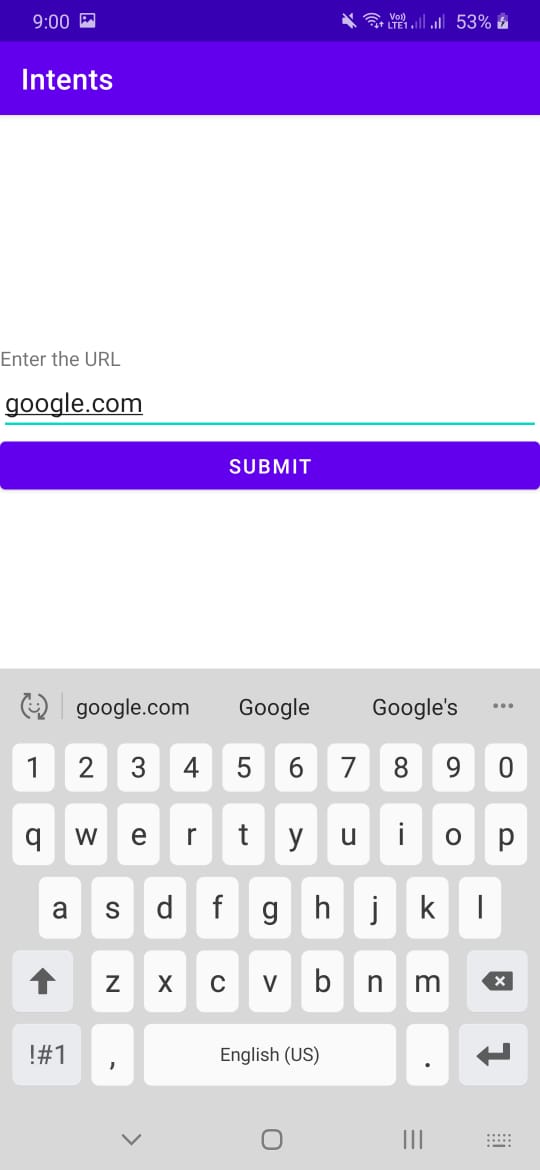 9:00 Vo)) LTE1 53%
Intents
Enter the URL
google.com
SUBMIT
google.com Google Google's
1 2 3 4 5 6 7 8 9 0
q w e r t y u i o p
a s d f g h j k l
z x c v b n m
!#1 , English (US) .